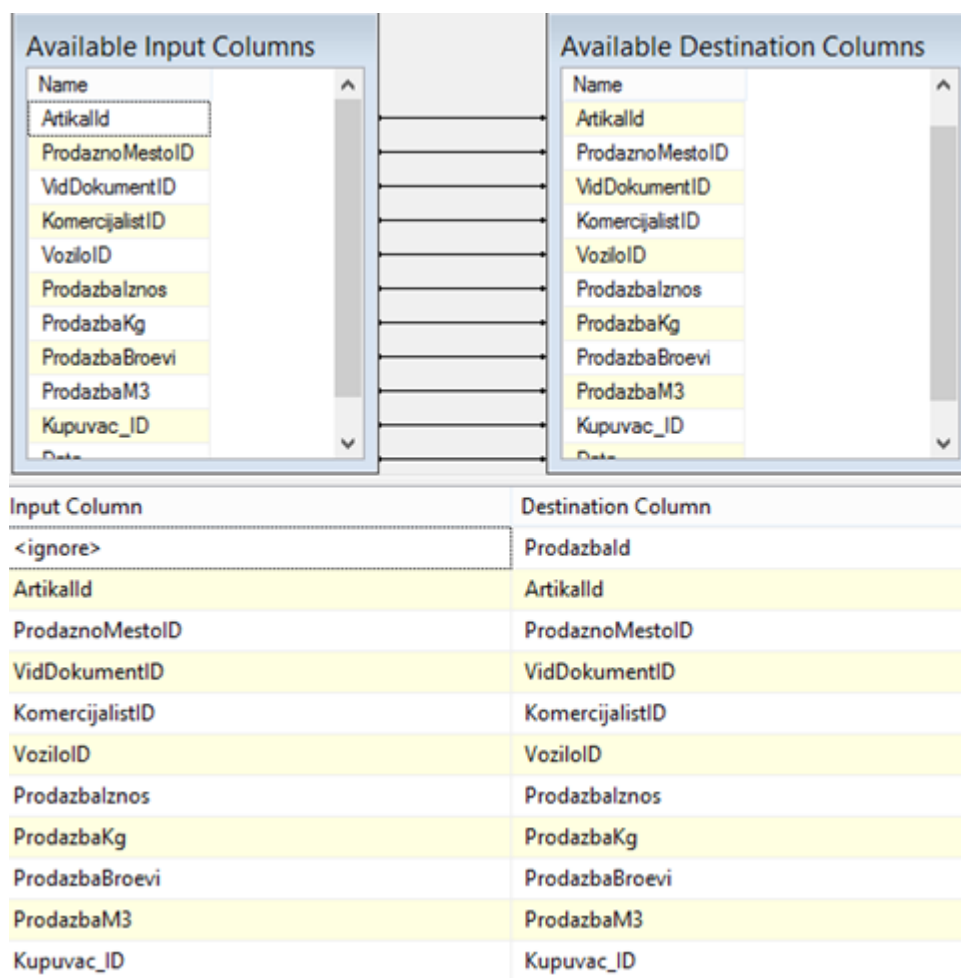 Available Input Columns
Name
ArtikalId
ProdaznoMestoID
VidDokumentID
KomercijalistID
VoziloID
ProdazbaIznos
ProdazbaKg
ProdazbaBroevi
ProdazbaM3
Kupuvac_ID
Data
Available Destination Columns
Name
ArtikalId
ProdaznoMestoID
VidDokumentID
KomercijalistID
VoziloID
ProdazbaIznos
ProdazbaKg
ProdazbaBroevi
ProdazbaM3
Kupuvac_ID
Data
Input Column Destination Column
<ignore> ProdazbaId
ArtikalId ArtikalId
ProdaznoMestoID ProdaznoMestoID
VidDokumentID VidDokumentID
KomercijalistID KomercijalistID
VoziloID VoziloID
ProdazbaIznos ProdazbaIznos
ProdazbaKg ProdazbaKg
ProdazbaBroevi ProdazbaBroevi
ProdazbaM3 ProdazbaM3
Kupuvac_ID Kupuvac_ID